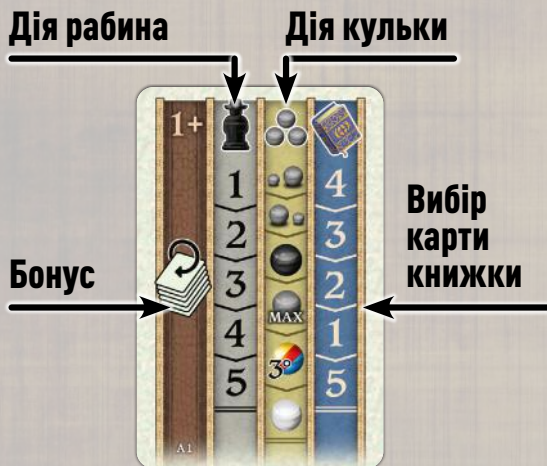 Дія рабина
Дія кульки
1+
1
2
3
4
5
MAX
3°
4
3
2
1
5
Вибір
карти
книжки
Бонус
A1